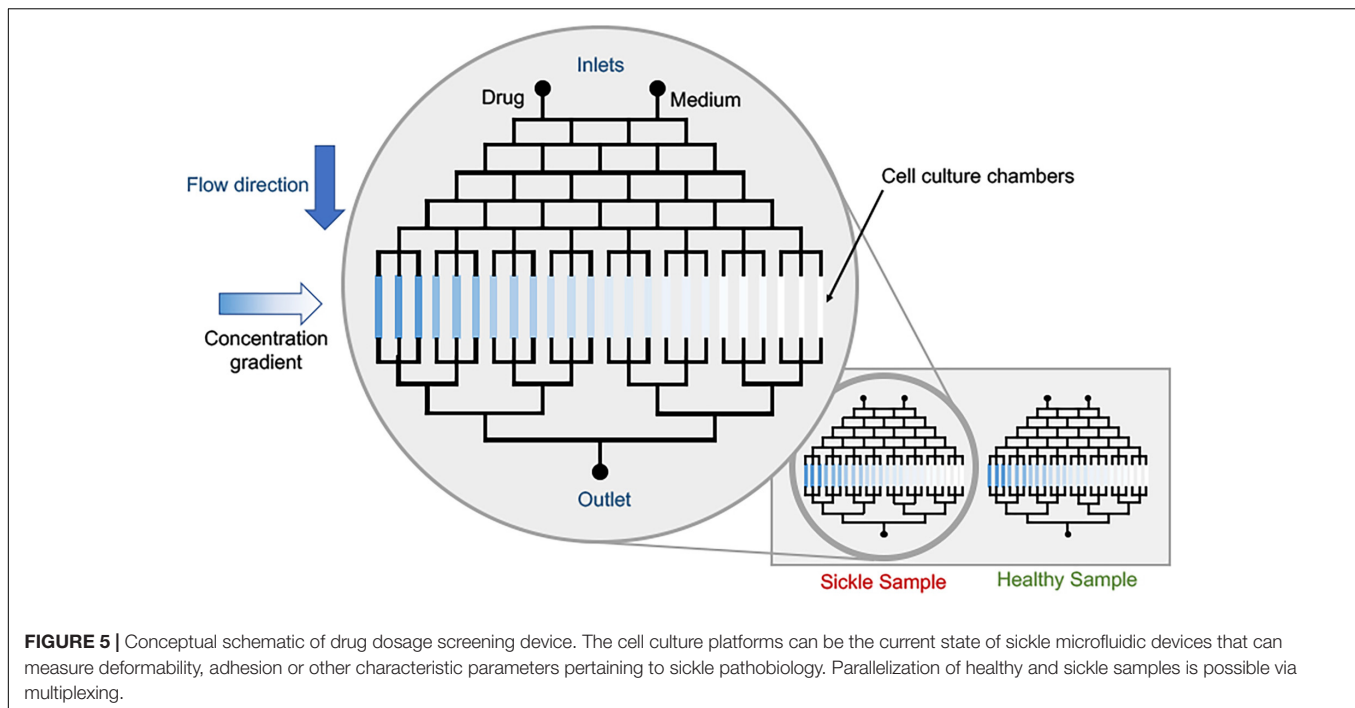 Inlets
Drug
Medium
Flow direction
Cell culture chambers
Concentration
gradient
Outlet
Sickle Sample
Healthy Sample
FIGURE 5 | Conceptual schematic of drug dosage screening device. The cell culture platforms can be the current state of sickle microfluidic devices that can
measure deformability, adhesion or other characteristic parameters pertaining to sickle pathobiology. Parallelization of healthy and sickle samples is possible via
multiplexing.